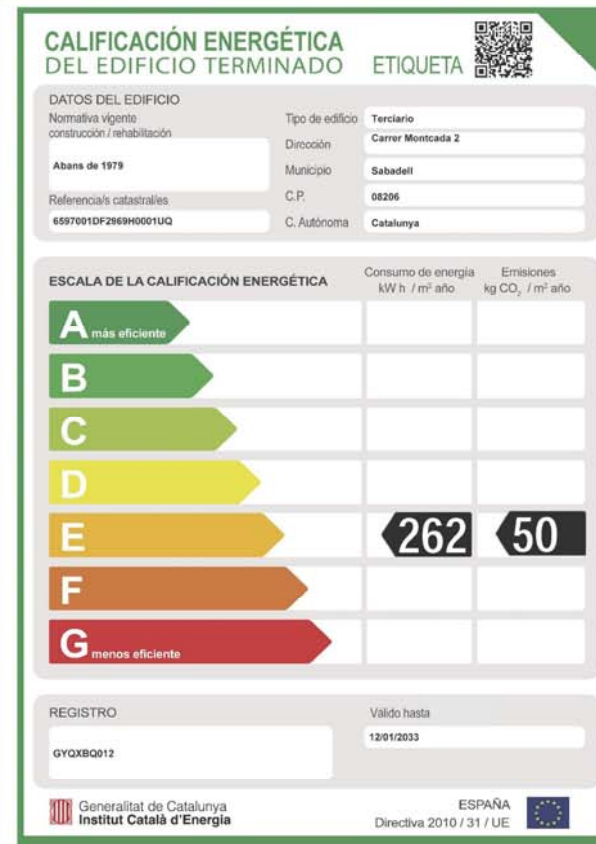 CALIFICACIÓN ENERGÉTICA
DEL EDIFICIO TERMINADO ETIQUETA
DATOS DEL EDIFICIO
Normativa vigente
construcción / rehabilitación
Abans de 1979
Referencia/s catastral/es
6597001DF2969H0001UQ
Tipo de edificio Terciario
Dirección Carrer Montcada 2
Municipio Sabadell
C.P. 08206
C. Autónoma Catalunya
ESCALA DE LA CALIFICACIÓN ENERGÉTICA
Consumo de energía
kW h / m² año
Emisiones
kg CO₂ / m² año
A más eficiente
B
C
D
E 262 50
F
G menos eficiente
REGISTRO
GYQXBQ012
Válido hasta
12/01/2033
Generalitat de Catalunya
Institut Català d'Energia
ESPAÑA
Directiva 2010 / 31 / UE